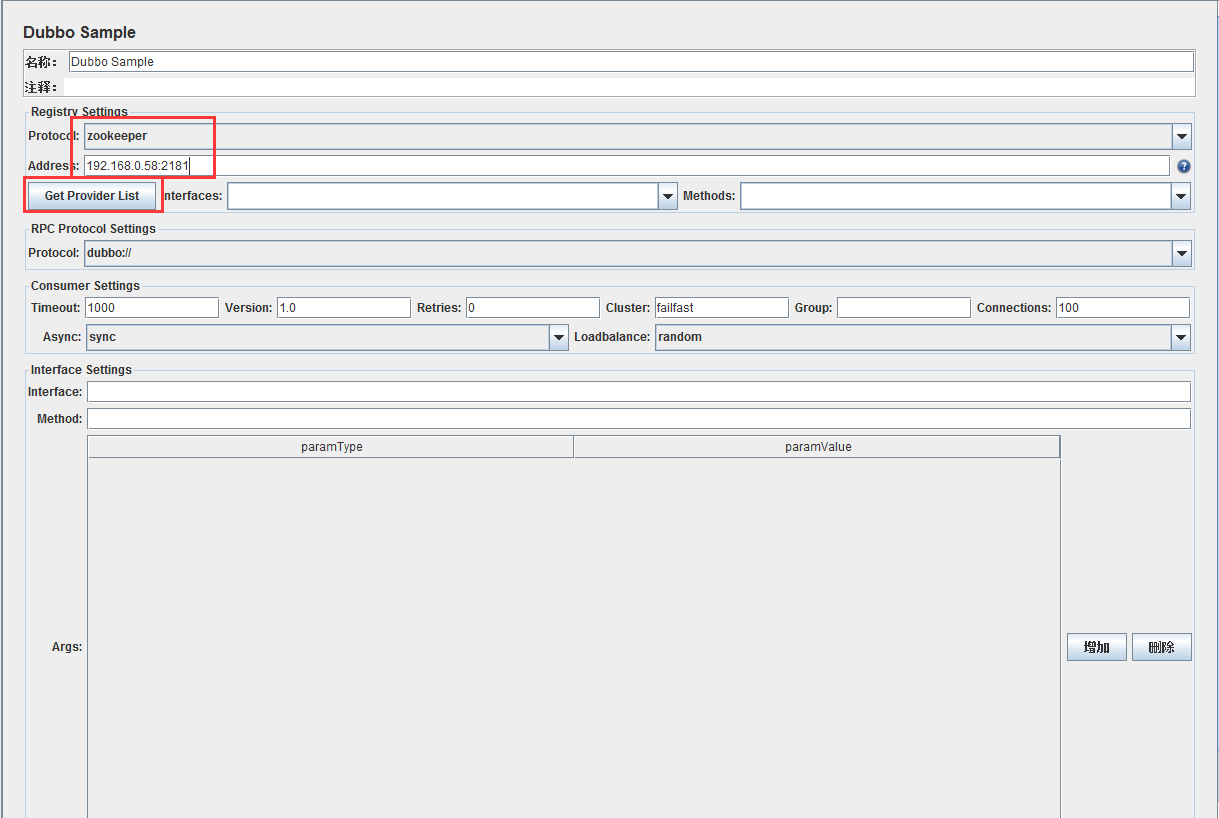 Dubbo Sample
名称： Dubbo Sample
注释：
Registry Settings
Protocol: zookeeper
Address: 192.168.0.58:2181
Get Provider List nterfaces: Methods:
RPC Protocol Settings
Protocol: dubbo://
Consumer Settings
Timeout: 1000 Version: 1.0 Retries: 0 Cluster: failfast Group: Connections: 100
Async: sync Loadbalance: random
Interface Settings
Interface:
Method:
paramType paramValue
Args: 增加 删除